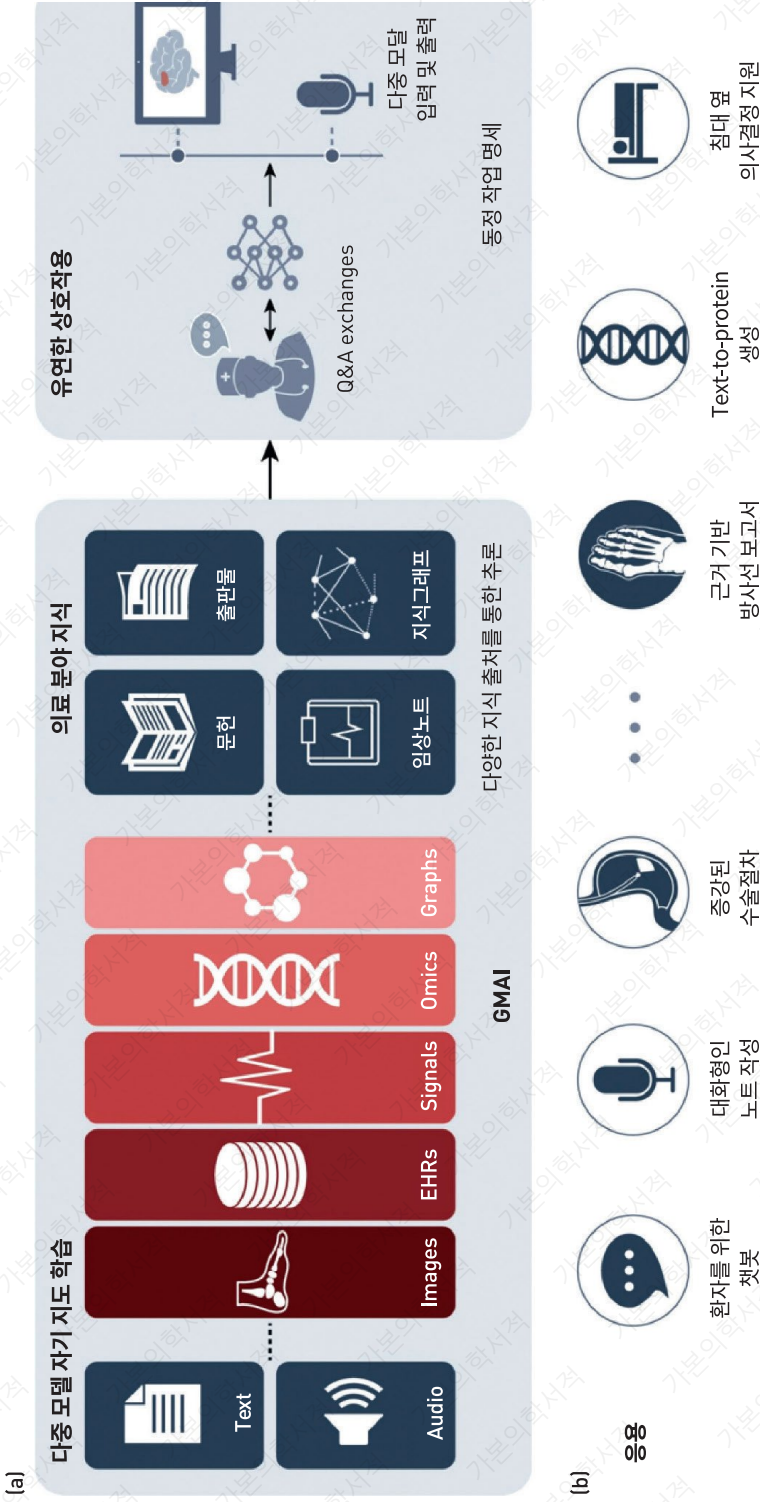 (a)
다중 모델 자기 지도 학습
Text
Audio
Images
EHRs
Signals
Omics
Graphs
GMAI
의료 분야 지식
문헌
출판물
임상노트
지식그래프
다양한 지식 출처를 통한 추론
유연한 상호작용
Q&A exchanges
다중 모달
입력 및 출력
동정 작업 명세
(b)
응용
환자를 위한
챗봇
대화형인
노트 작성
증강된
수술절차
근거 기반
방사선 보고서
Text-to-protein
생성
침대 옆
의사결정 지원
가본의학서적